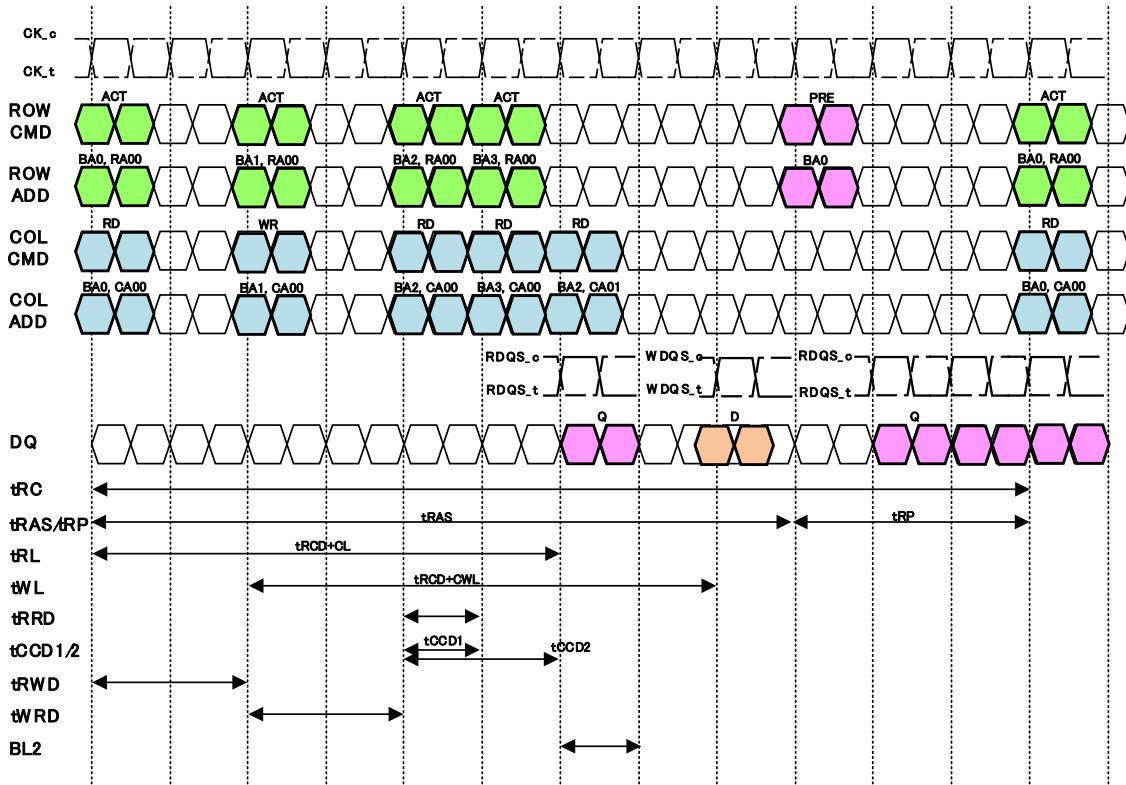 CK_c
CK_t
ACT ACT ACT ACT PRE ACT
ROW
CMD
BA0, RA00 BA1, RA00 BA2, RA00 BA3, RA00 BA0 BA0, RA00
ROW
ADD
RD WR RD RD RD RD
COL
CMD
BA0, CA00 BA1, CA00 BA2, CA00 BA3, CA00 BA2, CA01 BA0, CA00
COL
ADD
RDQS_c WDQS_c RDQS_c
RDQS_t WDQS_t RDQS_t
Q D Q
DQ
tRC
tRAS/tRP tRAS tRP
tRL tRCD+CL
tWL tRCD+CWL
tRRD
tCCD1/2 tCCD1 tCCD2
tRWD
tWRD
BL2